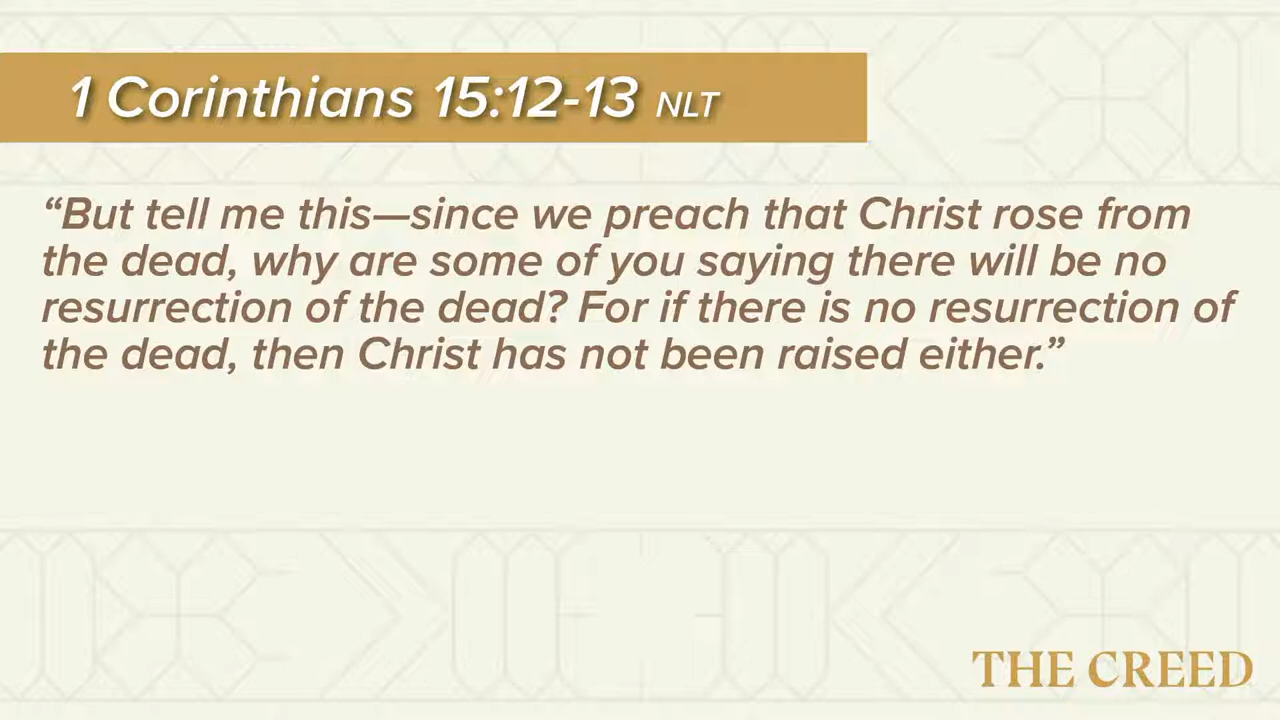 1 Corinthians 15:12-13 NLT
“But tell me this—since we preach that Christ rose from
the dead, why are some of you saying there will be no
resurrection of the dead? For if there is no resurrection of
the dead, then Christ has not been raised either.”
THE CREED